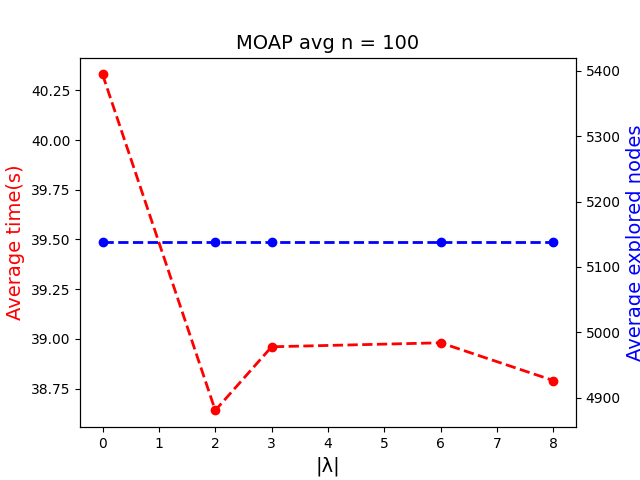 MOAP avg n = 100
Average time(s)
40.25
40.00
39.75
39.50
39.25
39.00
38.75
5400
5300
5200
5100
5000
4900
Average explored nodes
0 1 2 3 4 5 6 7 8
|λ|